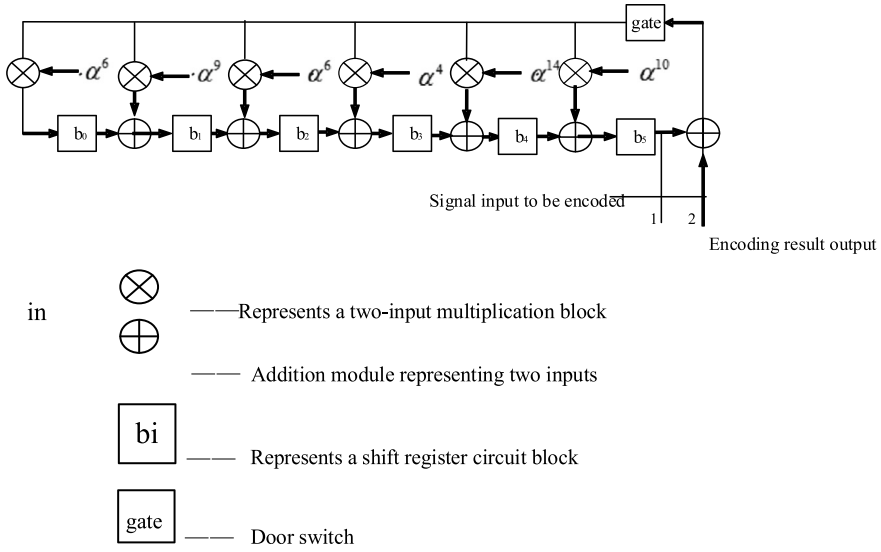 gate
α⁶ α⁹ α⁶ α⁴ α¹⁴ α¹⁰
b₀ b₁ b₂ b₃ b₄ b₅
Signal input to be encoded
1 2
Encoding result output
in
——Represents a two-input multiplication block
—— Addition module representing two inputs
bi
—— Represents a shift register circuit block
gate
—— Door switch